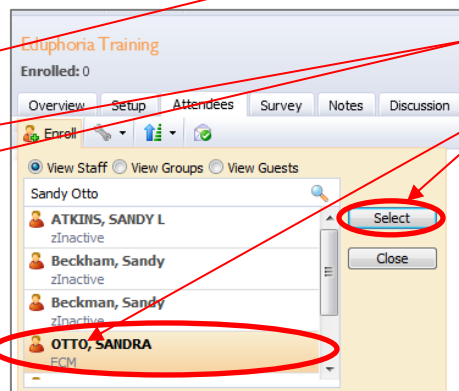 Eduphoria Training
Enrolled: 0
Overview Setup Attendees Survey Notes Discussion
Enroll
View Staff View Groups View Guests
Sandy Otto
ATKINS, SANDY L
zInactive
Select
Beckham, Sandy
zInactive
Close
Beckman, Sandy
zInactive
OTTO, SANDRA
ECM